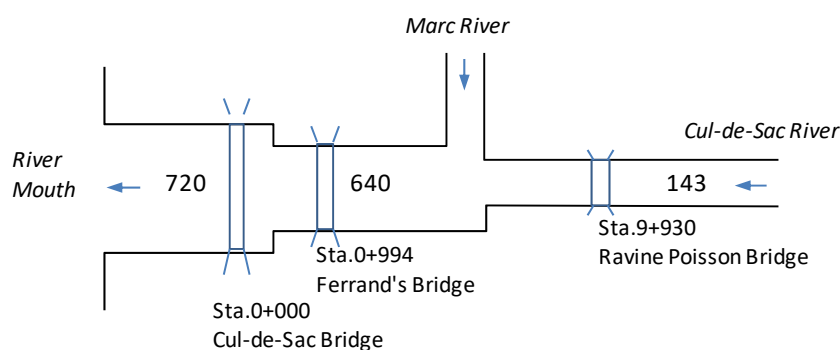 Marc River
Cul-de-Sac River
River
Mouth
720
640
143
Sta.9+930
Ravine Poisson Bridge
Sta.0+994
Ferrand's Bridge
Sta.0+000
Cul-de-Sac Bridge